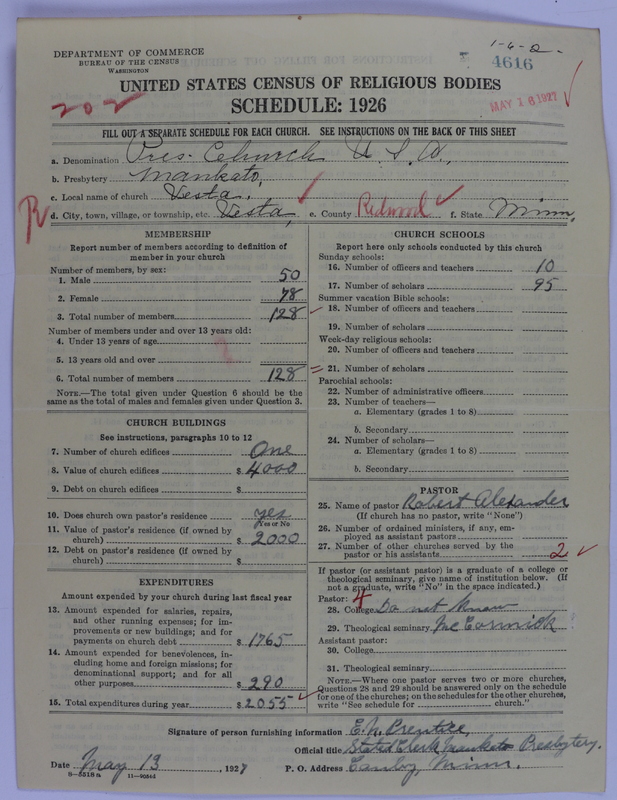 1-6-2-
DEPARTMENT OF COMMERCE
BUREAU OF THE CENSUS
WASHINGTON
4616
UNITED STATES CENSUS OF RELIGIOUS BODIES
202
SCHEDULE: 1926
MAY 16 1927
FILL OUT A SEPARATE SCHEDULE FOR EACH CHURCH. SEE INSTRUCTIONS ON THE BACK OF THIS SHEET
a. Denomination Pres. Church U. S. A.,
b. Presbytery Mankato,
c. Local name of church Vesta,
R d. City, town, village, or township, etc. Vesta, e. County Redwood f. State Minn,
MEMBERSHIP
Report number of members according to definition of
member in your church
Number of members, by sex:
1. Male 50
2. Female 78
3. Total number of members 128
Number of members under and over 13 years old:
4. Under 13 years of age
5. 13 years old and over
6. Total number of members 128
NOTE.—The total given under Question 6 should be the
same as the total of males and females given under Question 3.
CHURCH BUILDINGS
See instructions, paragraphs 10 to 12
7. Number of church edifices One
8. Value of church edifices $ 4000
9. Debt on church edifices $
10. Does church own pastor's residence yes
Yes or No
11. Value of pastor's residence (if owned by
church) $ 2000
12. Debt on pastor's residence (if owned by
church) $
EXPENDITURES
Amount expended by your church during last fiscal year
13. Amount expended for salaries, repairs,
and other running expenses; for im-
provements or new buildings; and for
payments on church debt $ 1765
14. Amount expended for benevolences, in-
cluding home and foreign missions; for
denominational support; and for all
other purposes $ 290
15. Total expenditures during year $ 2055
CHURCH SCHOOLS
Report here only schools conducted by this church
Sunday schools:
16. Number of officers and teachers 10
17. Number of scholars 95
Summer vacation Bible schools:
18. Number of officers and teachers
19. Number of scholars
Week-day religious schools:
20. Number of officers and teachers
21. Number of scholars
Parochial schools:
22. Number of administrative officers
23. Number of teachers—
a. Elementary (grades 1 to 8)
b. Secondary
24. Number of scholars—
a. Elementary (grades 1 to 8)
b. Secondary
PASTOR
25. Name of pastor Robert Alexander
(If church has no pastor, write "None")
26. Number of ordained ministers, if any, em-
ployed as assistant pastors
27. Number of other churches served by the
pastor or his assistants 2
If pastor (or assistant pastor) is a graduate of a college or
theological seminary, give name of institution below. (If
not a graduate, write "No" in the space indicated.)
Pastor: 4
28. College Do not Know
29. Theological seminary McCormick
Assistant pastor:
30. College
31. Theological seminary
NOTE.—Where one pastor serves two or more churches,
Questions 28 and 29 should be answered only on the schedule
for one of the churches; on the schedules for the other churches,
write "See schedule for church."
Signature of person furnishing information E. N. Prentice,
Official title Stated Clerk Mankato Presbytery.
Date May 13, 1927 P. O. Address Canby, Minn.
8—5518a 11—9054d